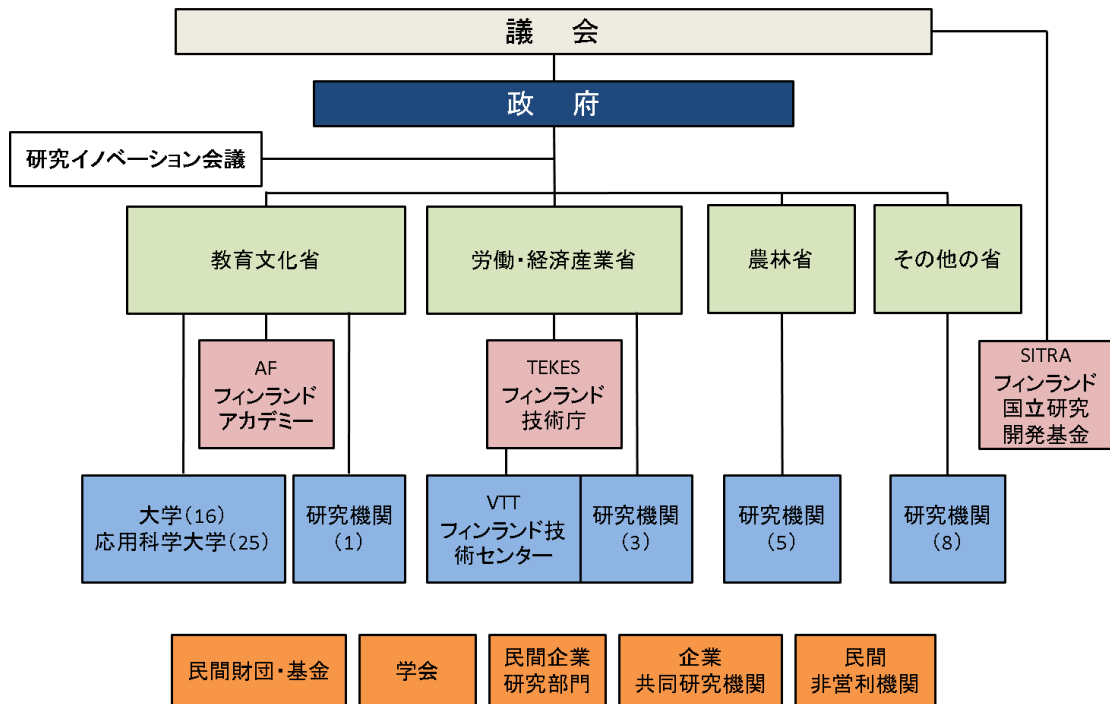 議　会
政　府
研究イノベーション会議
教育文化省
労働・経済産業省
農林省
その他の省
AF
フィンランド
アカデミー
TEKES
フィンランド
技術庁
SITRA
フィンランド
国立研究
開発基金
大学(16)
応用科学大学(25)
研究機関
(1)
VTT
フィンランド技
術センター
研究機関
(3)
研究機関
(5)
研究機関
(8)
民間財団・基金
学会
民間企業
研究部門
企業
共同研究機関
民間
非営利機関